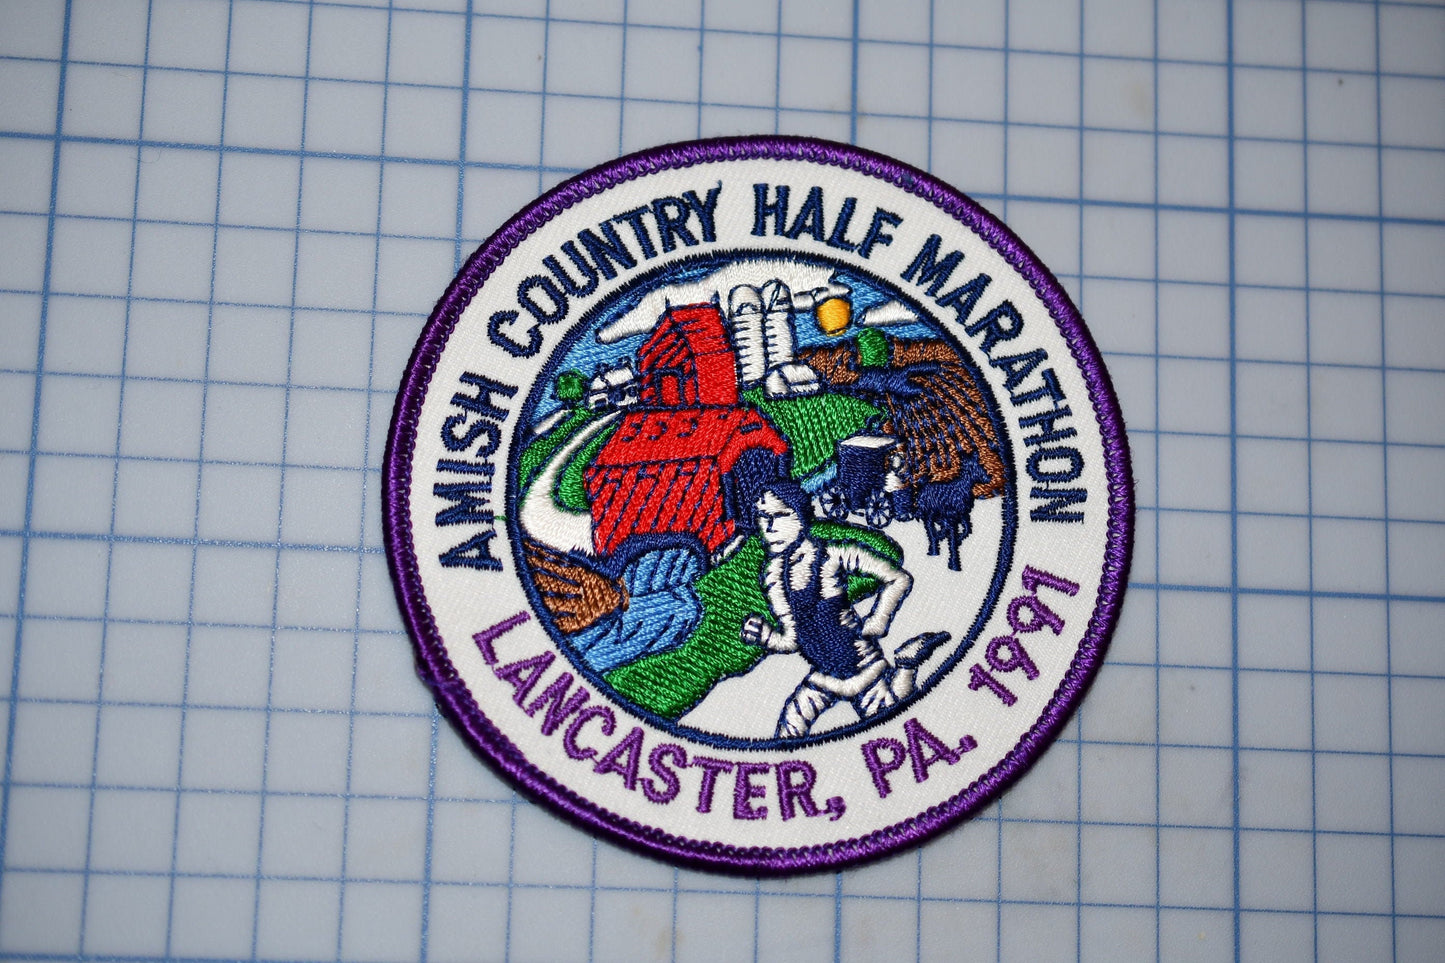 AMISH COUNTRY HALF MARATHON
LANCASTER, PA. 1991